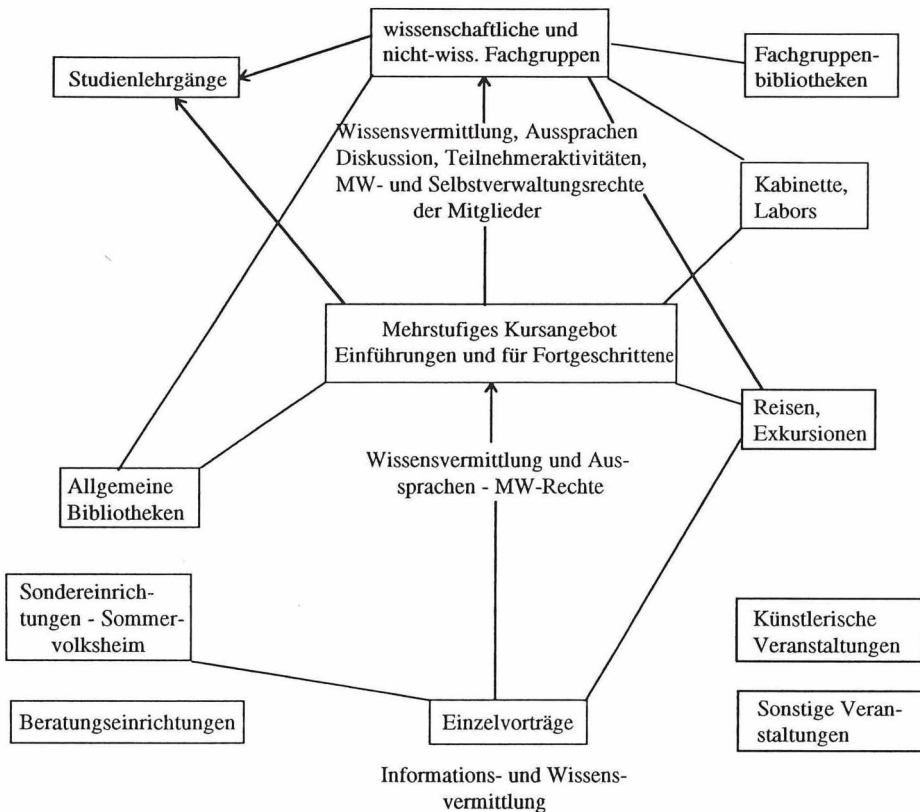 wissenschaftliche und
nicht-wiss. Fachgruppen
Studienlehrgänge
Fachgruppen-
bibliotheken
Wissensvermittlung, Aussprachen
Diskussion, Teilnehmeraktivitäten,
MW- und Selbstverwaltungsrechte
der Mitglieder
Kabinette,
Labors
Mehrstufiges Kursangebot
Einführungen und für Fortgeschrittene
Reisen,
Exkursionen
Wissensvermittlung und Aus-
sprachen - MW-Rechte
Allgemeine
Bibliotheken
Sondereinrich-
tungen - Sommer-
volksheim
Künstlerische
Veranstaltungen
Beratungseinrichtungen
Einzelvorträge
Sonstige Veran-
staltungen
Informations- und Wissens-
vermittlung